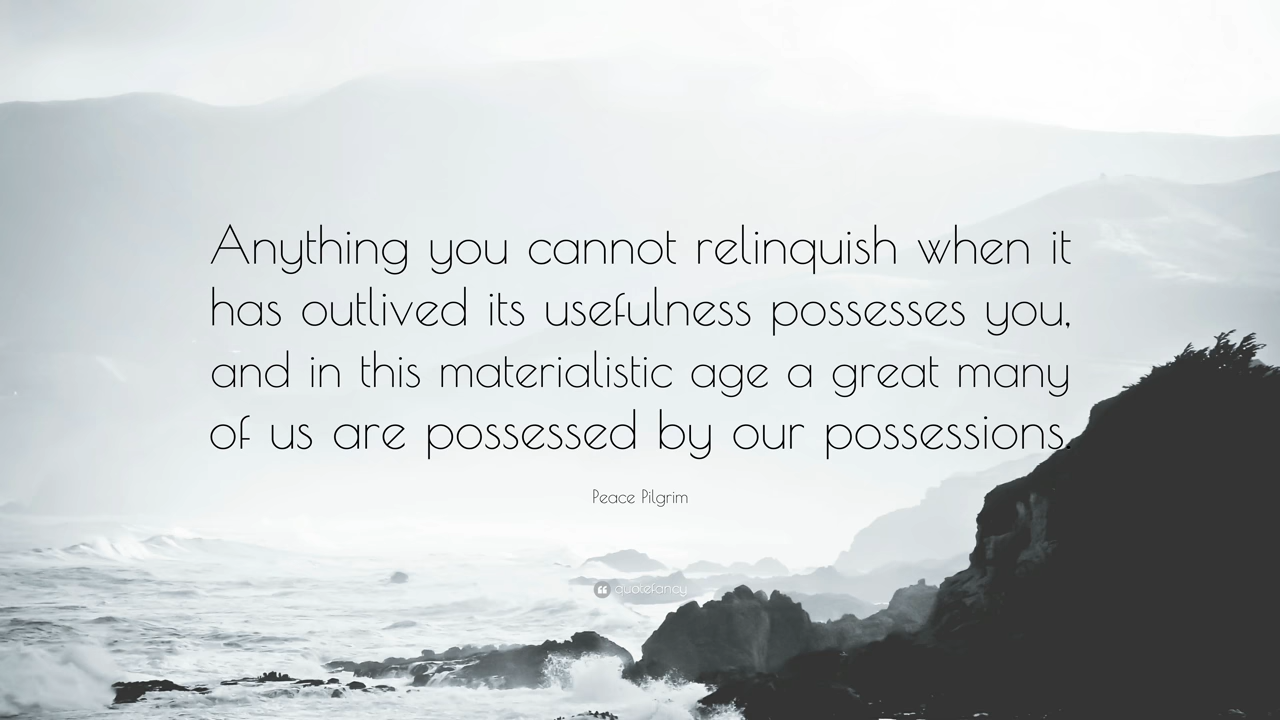 Anything you cannot relinquish when it
has outlived its usefulness possesses you,
and in this materialistic age a great many
of us are possessed by our possessions.
Peace Pilgrim
quotefancy